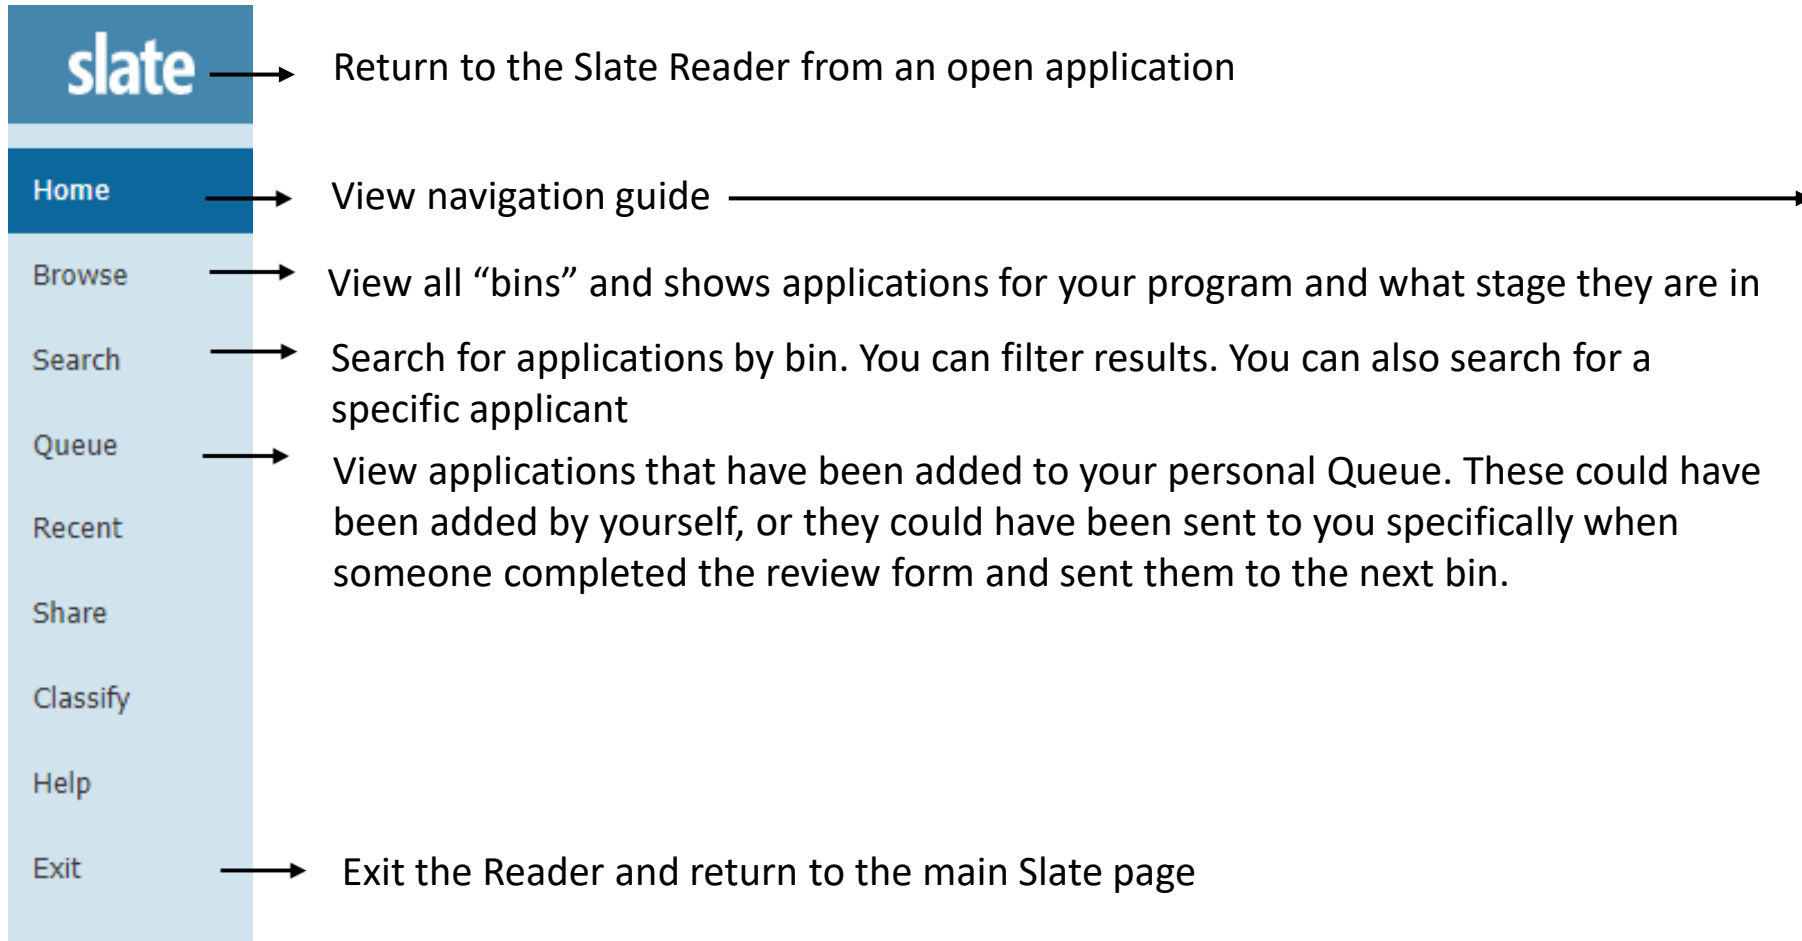 slate
Return to the Slate Reader from an open application
Home
View navigation guide
Browse
View all “bins” and shows applications for your program and what stage they are in
Search
Search for applications by bin. You can filter results. You can also search for a
specific applicant
Queue
View applications that have been added to your personal Queue. These could have
been added by yourself, or they could have been sent to you specifically when
someone completed the review form and sent them to the next bin.
Recent
Share
Classify
Help
Exit
Exit the Reader and return to the main Slate page